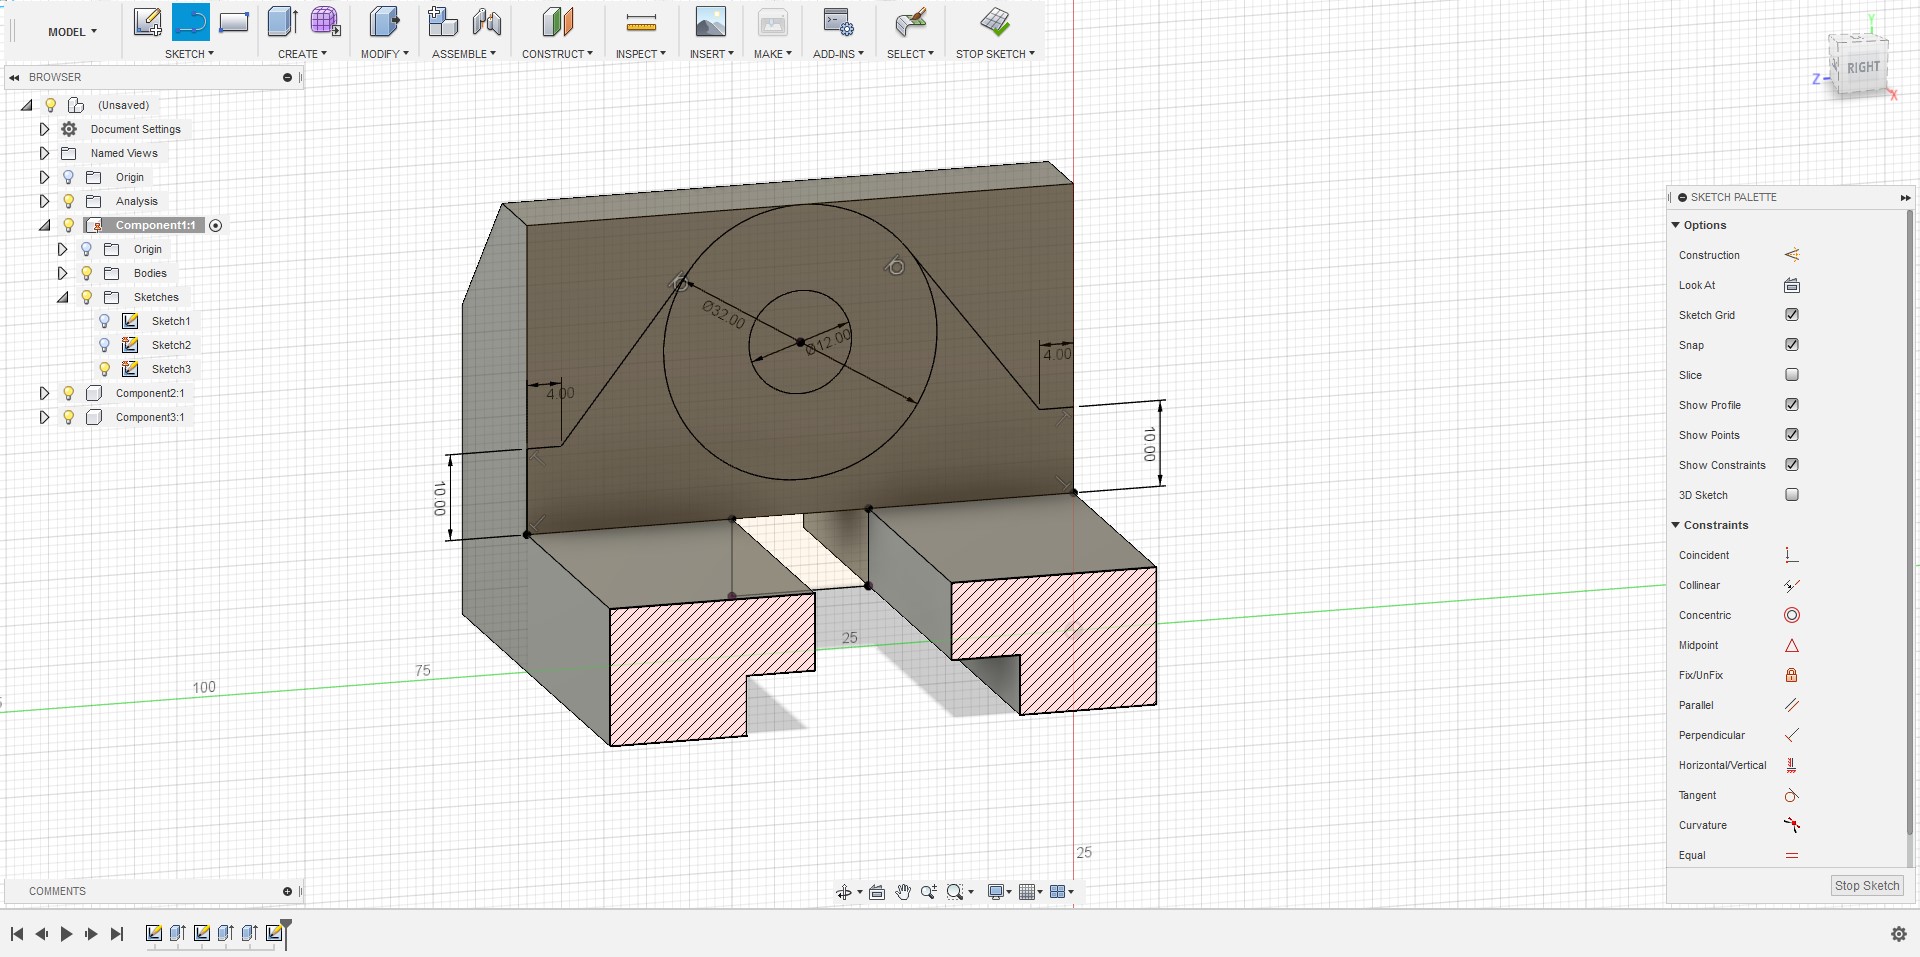 MODEL
SKETCH
CREATE
MODIFY
ASSEMBLE
CONSTRUCT
INSPECT
INSERT
MAKE
ADD-INS
SELECT
STOP SKETCH
BROWSER
(Unsaved)
Document Settings
Named Views
Origin
Analysis
Component1:1
Origin
Bodies
Sketches
Sketch1
Sketch2
Sketch3
Component2:1
Component3:1
Y
Z
RIGHT
X
Ø32.00
Ø12.00
4.00
4.00
10.00
10.00
25
75
100
25
SKETCH PALETTE
Options
Construction
Look At
Sketch Grid
Snap
Slice
Show Profile
Show Points
Show Constraints
3D Sketch
Constraints
Coincident
Collinear
Concentric
Midpoint
Fix/UnFix
Parallel
Perpendicular
Horizontal/Vertical
Tangent
Curvature
Equal
Stop Sketch
COMMENTS